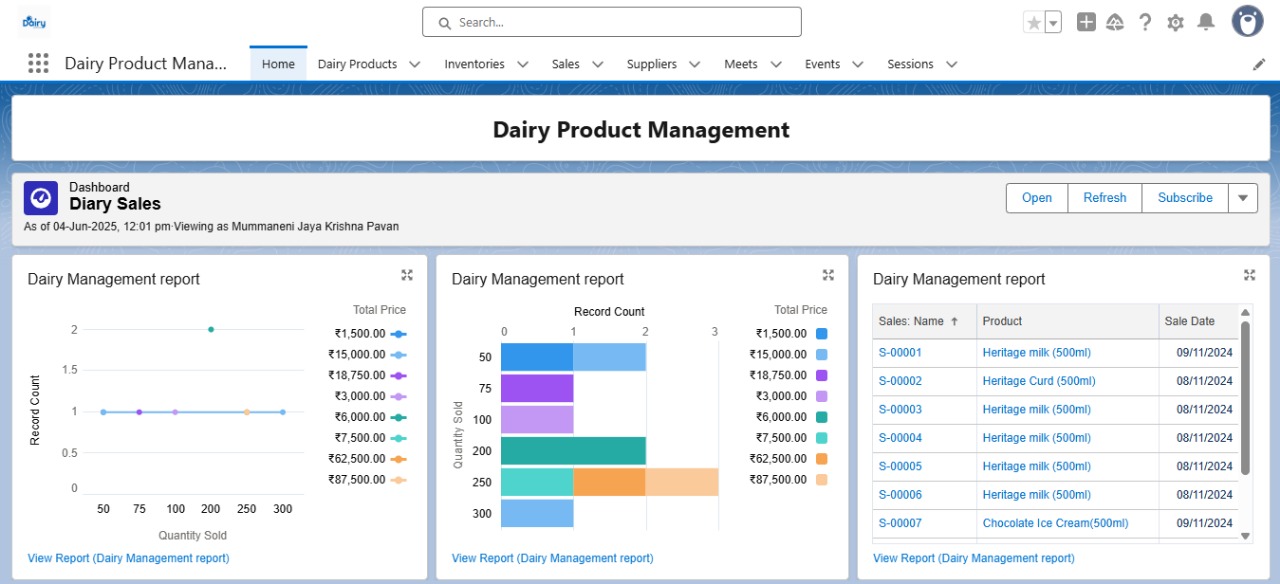 Dairy
Search...
Dairy Product Mana...
Home
Dairy Products
Inventories
Sales
Suppliers
Meets
Events
Sessions
Dairy Product Management
Dashboard
Diary Sales
As of 04-Jun-2025, 12:01 pm·Viewing as Mummaneni Jaya Krishna Pavan
Open
Refresh
Subscribe
Dairy Management report
Total Price
₹1,500.00
₹15,000.00
₹18,750.00
₹3,000.00
₹6,000.00
₹7,500.00
₹62,500.00
₹87,500.00
Record Count
2
1.5
1
0.5
0
50 75 100 200 250 300
Quantity Sold
View Report (Dairy Management report)
Dairy Management report
Record Count
0 1 2 3
Total Price
₹1,500.00
₹15,000.00
₹18,750.00
₹3,000.00
₹6,000.00
₹7,500.00
₹62,500.00
₹87,500.00
Quantity Sold
50
75
100
200
250
300
View Report (Dairy Management report)
Dairy Management report
Sales: Name ↑ Product Sale Date
S-00001 Heritage milk (500ml) 09/11/2024
S-00002 Heritage Curd (500ml) 08/11/2024
S-00003 Heritage milk (500ml) 08/11/2024
S-00004 Heritage milk (500ml) 08/11/2024
S-00005 Heritage milk (500ml) 08/11/2024
S-00006 Heritage milk (500ml) 08/11/2024
S-00007 Chocolate Ice Cream(500ml) 09/11/2024
View Report (Dairy Management report)